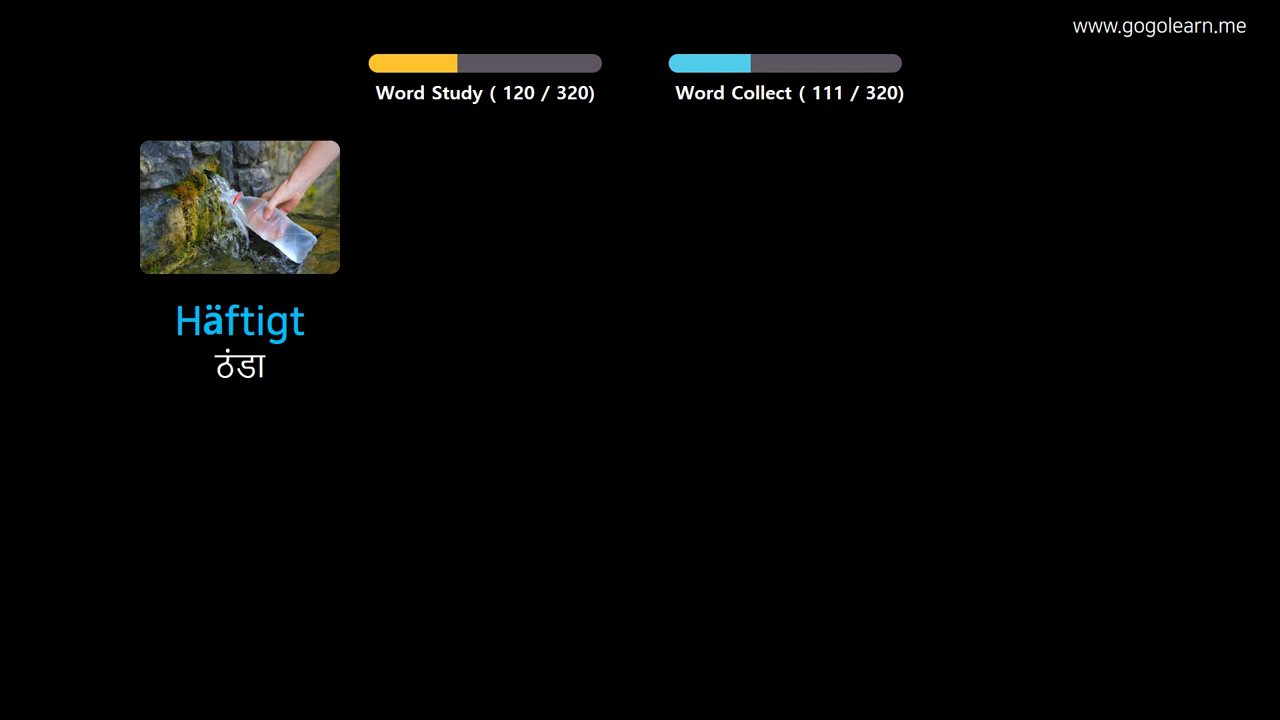 www.gogolearn.me
Word Study ( 120 / 320)
Word Collect ( 111 / 320)
Häftigt
ठंडा